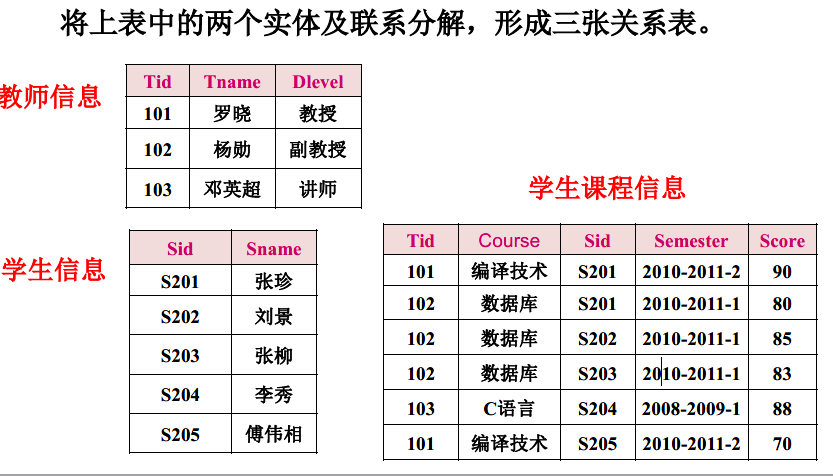 将上表中的两个实体及联系分解，形成三张关系表。
教师信息
Tid Tname Dlevel
101 罗晓 教授
102 杨勋 副教授
103 邓英超 讲师
学生信息
Sid Sname
S201 张珍
S202 刘景
S203 张柳
S204 李秀
S205 傅伟相
学生课程信息
Tid Course Sid Semester Score
101 编译技术 S201 2010-2011-2 90
102 数据库 S201 2010-2011-1 80
102 数据库 S202 2010-2011-1 85
102 数据库 S203 2010-2011-1 83
103 C语言 S204 2008-2009-1 88
101 编译技术 S205 2010-2011-2 70